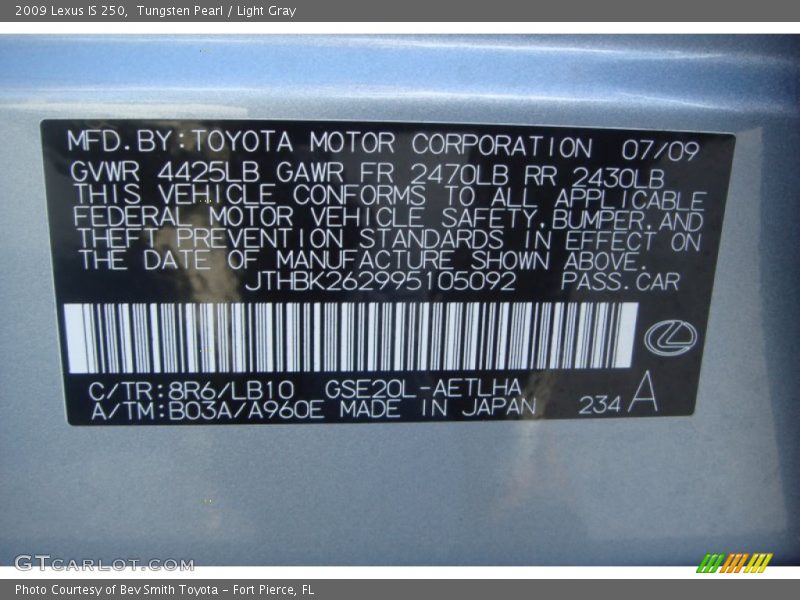 2009 Lexus IS 250,  Tungsten Pearl / Light Gray
MFD.BY:TOYOTA MOTOR CORPORATION 07/09
GVWR 4425LB GAWR FR 2470LB RR 2430LB
THIS VEHICLE CONFORMS TO ALL APPLICABLE
FEDERAL MOTOR VEHICLE SAFETY,BUMPER,AND
THEFT PREVENTION STANDARDS IN EFFECT ON
THE DATE OF MANUFACTURE SHOWN ABOVE.
JTHBK262995105092 PASS.CAR
C/TR:8R6/LB10 GSE20L-AETLHA
A/TM:B03A/A960E MADE IN JAPAN 234 A
GTcarlot.com
Photo Courtesy of Bev Smith Toyota - Fort Pierce, FL